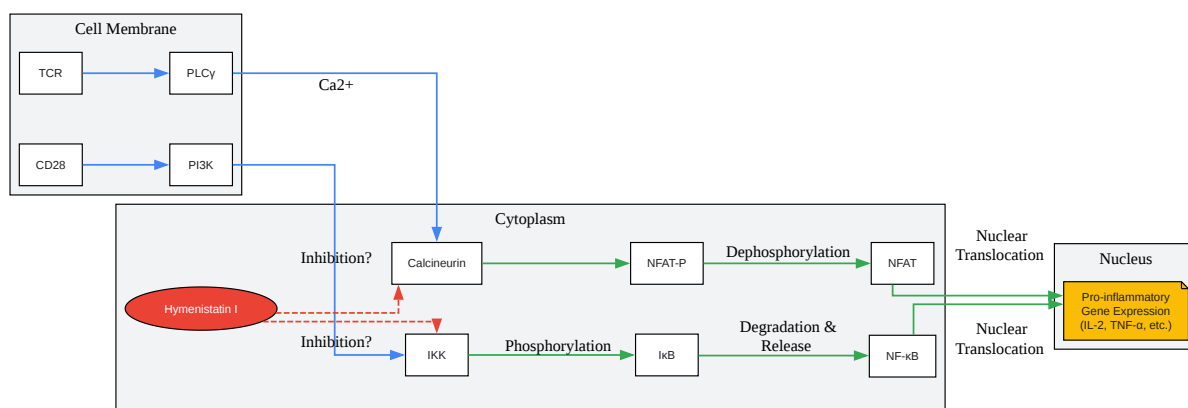 Cell Membrane
TCR
PLCγ
Ca2+
CD28
PI3K
Cytoplasm
Inhibition?
Calcineurin
NFAT-P
Dephosphorylation
NFAT
Nuclear
Translocation
Nucleus
Hymenistatin I
Pro-inflammatory
Gene Expression
(IL-2, TNF-α, etc.)
Inhibition?
IKK
Phosphorylation
IκB
Degradation &
Release
NF-κB
Nuclear
Translocation